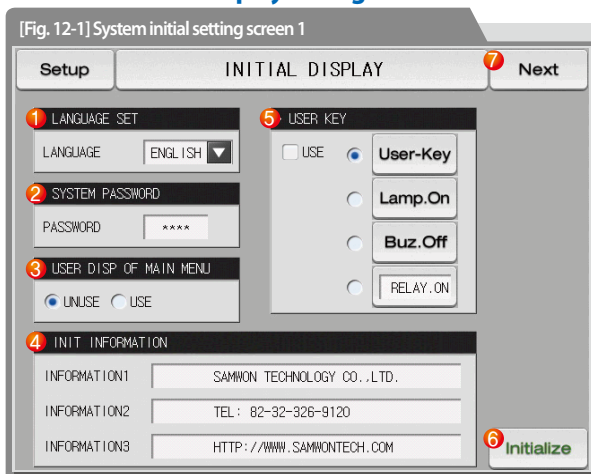 [Fig. 12-1] System initial setting screen 1
Setup
INITIAL DISPLAY
7 Next
1 LANGUAGE SET
LANGUAGE ENGLISH
2 SYSTEM PASSWORD
PASSWORD ****
3 USER DISP OF MAIN MENU
UNUSE USE
5 USER KEY
USE User-Key
Lamp.On
Buz.Off
RELAY.ON
4 INIT INFORMATION
INFORMATION1 SAMWON TECHNOLOGY CO.,LTD.
INFORMATION2 TEL: 82-32-326-9120
INFORMATION3 HTTP://WWW.SAMWONTECH.COM
6 Initialize